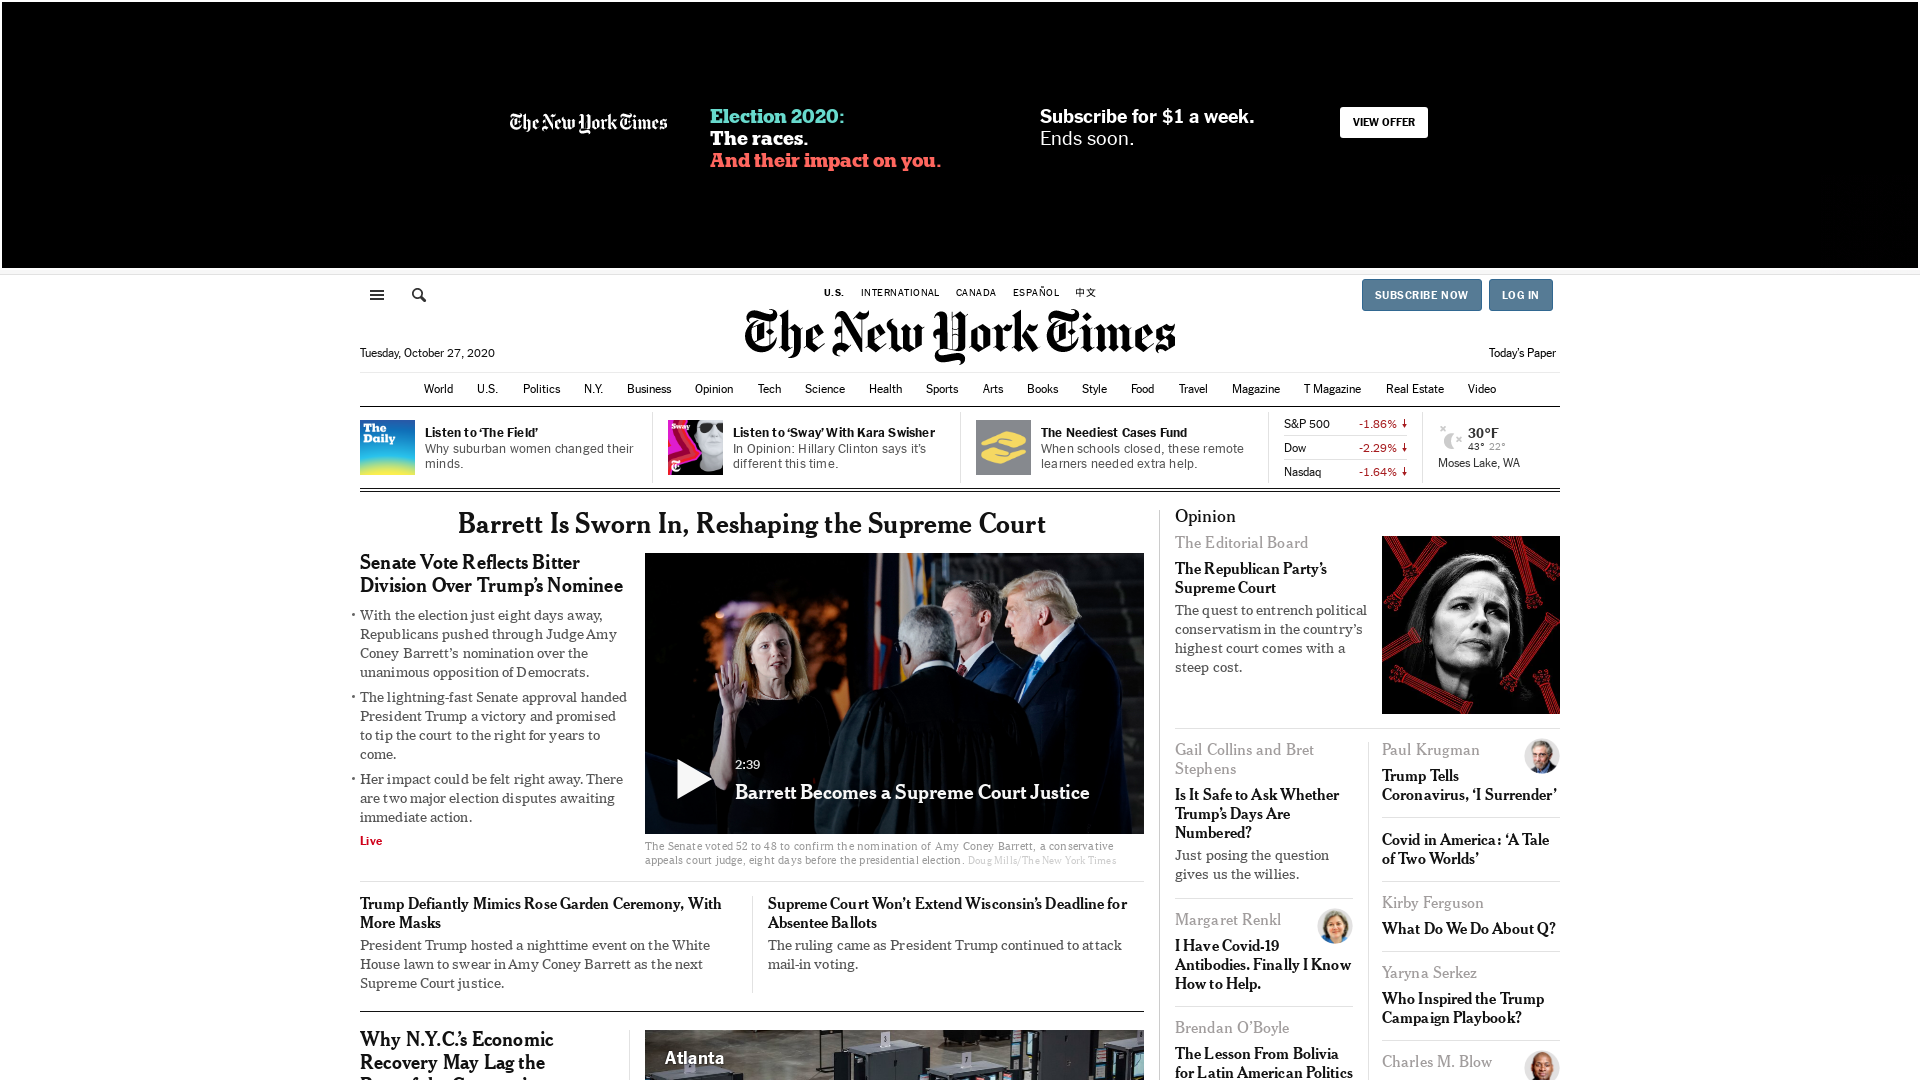 The New York Times
Election 2020:
The races.
And their impact on you.
Subscribe for $1 a week.
Ends soon.
VIEW OFFER
U.S. INTERNATIONAL CANADA ESPAÑOL 中文
SUBSCRIBE NOW LOG IN
The New York Times
Tuesday, October 27, 2020
Today's Paper
World U.S. Politics N.Y. Business Opinion Tech Science Health Sports Arts Books Style Food Travel Magazine T Magazine Real Estate Video
The
Daily
Listen to ‘The Field’
Why suburban women changed their
minds.
Sway
T
Listen to ‘Sway’ With Kara Swisher
In Opinion: Hillary Clinton says it’s
different this time.
The Neediest Cases Fund
When schools closed, these remote
learners needed extra help.
S&P 500 -1.86% ↓
Dow -2.29% ↓
Nasdaq -1.64% ↓
30°F
43° 22°
Moses Lake, WA
Barrett Is Sworn In, Reshaping the Supreme Court
Senate Vote Reflects Bitter
Division Over Trump’s Nominee
• With the election just eight days away,
Republicans pushed through Judge Amy
Coney Barrett’s nomination over the
unanimous opposition of Democrats.
• The lightning-fast Senate approval handed
President Trump a victory and promised
to tip the court to the right for years to
come.
• Her impact could be felt right away. There
are two major election disputes awaiting
immediate action.
Live
2:39
Barrett Becomes a Supreme Court Justice
The Senate voted 52 to 48 to confirm the nomination of Amy Coney Barrett, a conservative
appeals court judge, eight days before the presidential election. Doug Mills/The New York Times
Trump Defiantly Mimics Rose Garden Ceremony, With
More Masks
President Trump hosted a nighttime event on the White
House lawn to swear in Amy Coney Barrett as the next
Supreme Court justice.
Supreme Court Won’t Extend Wisconsin’s Deadline for
Absentee Ballots
The ruling came as President Trump continued to attack
mail-in voting.
Why N.Y.C.’s Economic
Recovery May Lag the
Atlanta
Opinion
The Editorial Board
The Republican Party’s
Supreme Court
The quest to entrench political
conservatism in the country’s
highest court comes with a
steep cost.
Gail Collins and Bret
Stephens
Is It Safe to Ask Whether
Trump’s Days Are
Numbered?
Just posing the question
gives us the willies.
Margaret Renkl
I Have Covid-19
Antibodies. Finally I Know
How to Help.
Brendan O’Boyle
The Lesson From Bolivia
for Latin American Politics
Paul Krugman
Trump Tells
Coronavirus, ‘I Surrender’
Covid in America: ‘A Tale
of Two Worlds’
Kirby Ferguson
What Do We Do About Q?
Yaryna Serkez
Who Inspired the Trump
Campaign Playbook?
Charles M. Blow